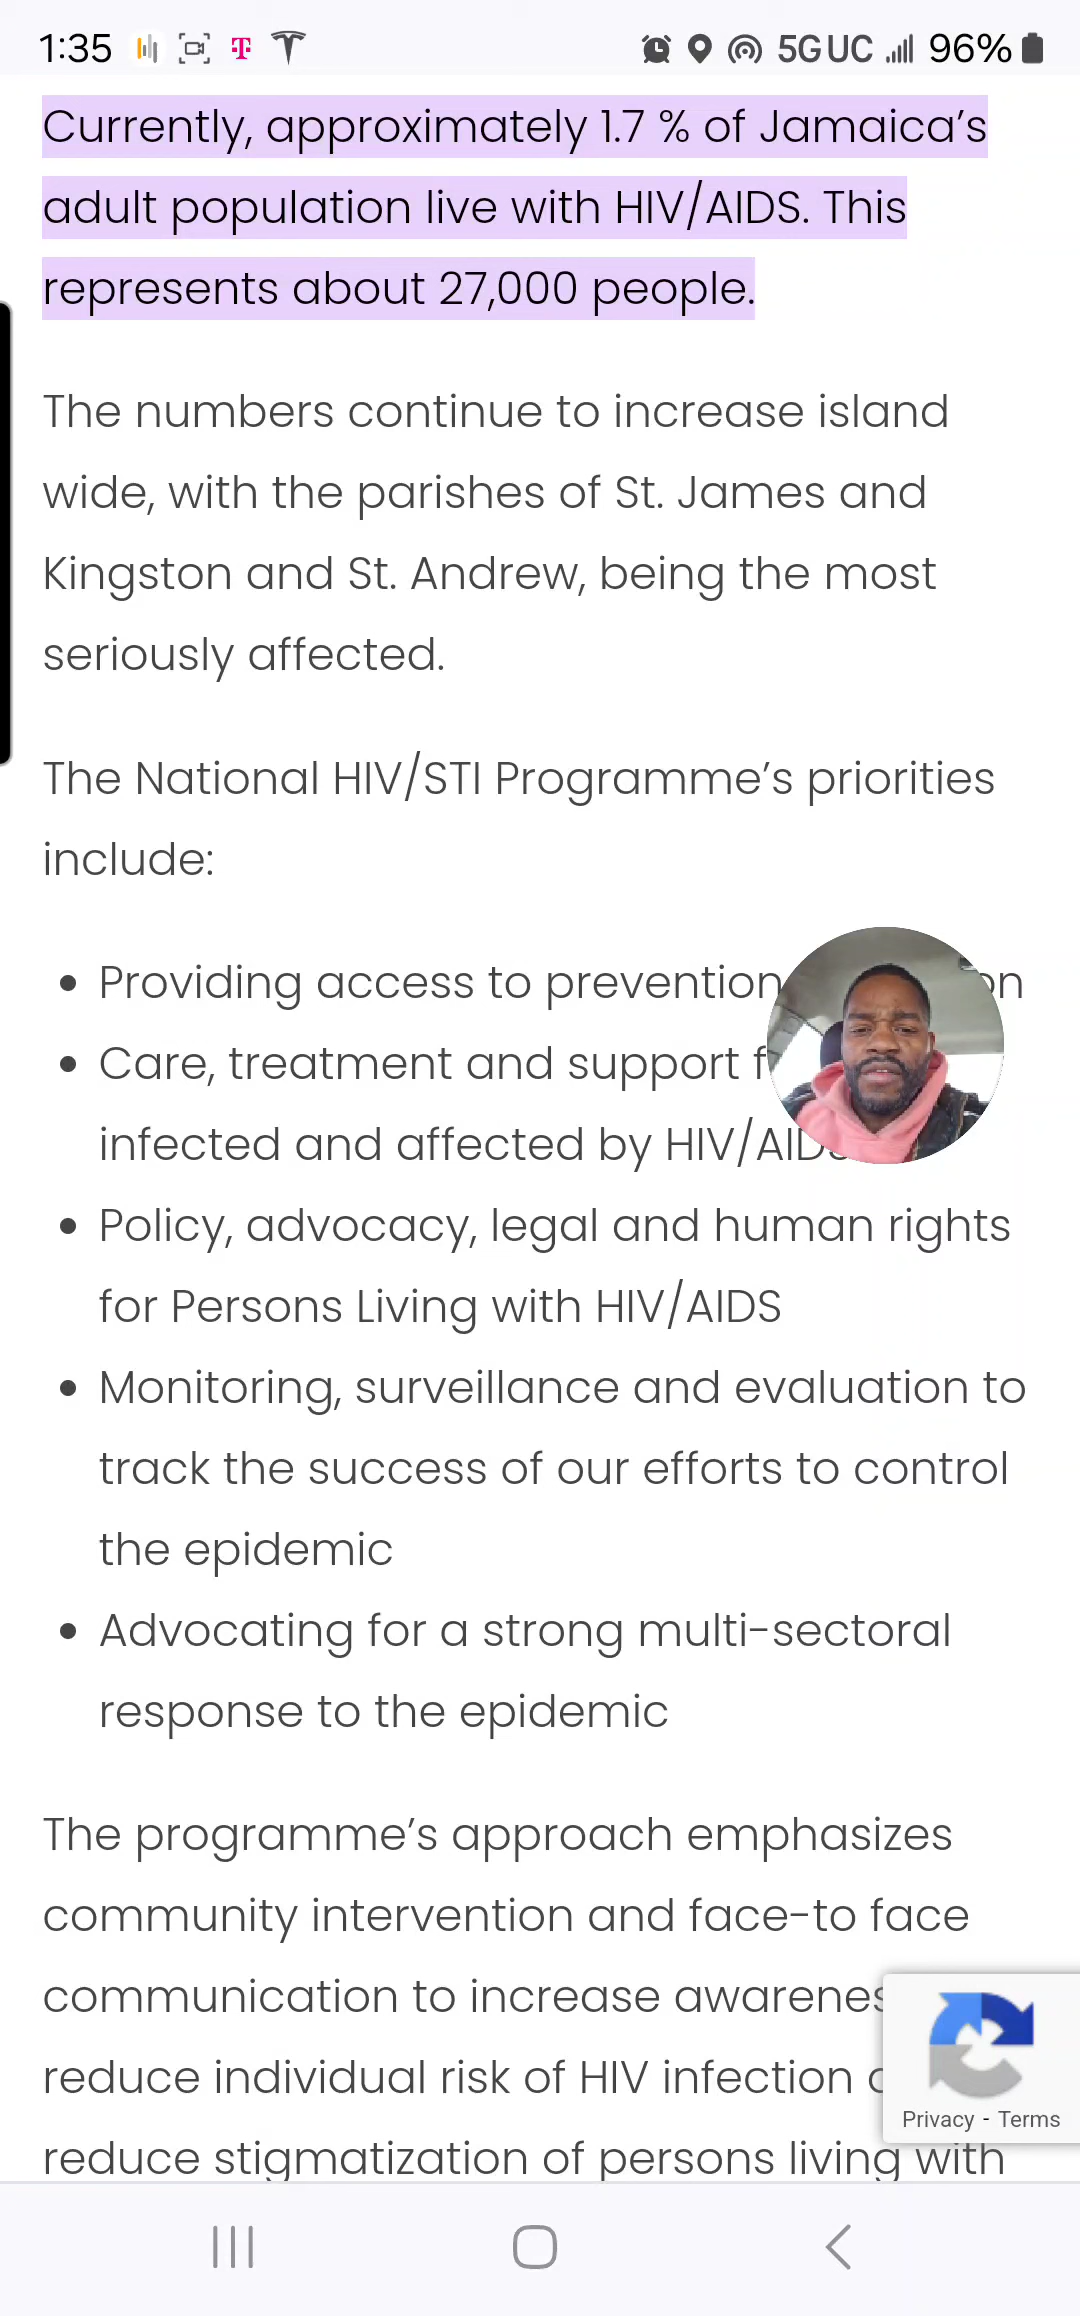 1:35 5G UC 96%
Currently, approximately 1.7 % of Jamaica’s
adult population live with HIV/AIDS. This
represents about 27,000 people.
The numbers continue to increase island
wide, with the parishes of St. James and
Kingston and St. Andrew, being the most
seriously affected.
The National HIV/STI Programme’s priorities
include:
• Providing access to prevention
• Care, treatment and support
infected and affected by
• Policy, advocacy, legal and human rights
for Persons Living with HIV/AIDS
• Monitoring, surveillance and evaluation to
track the success of our efforts to control
the epidemic
• Advocating for a strong multi-sectoral
response to the epidemic
The programme’s approach emphasizes
community intervention and face-to face
communication to increase
reduce individual risk of HIV infection
reduce stigmatization of persons living with
Privacy - Terms